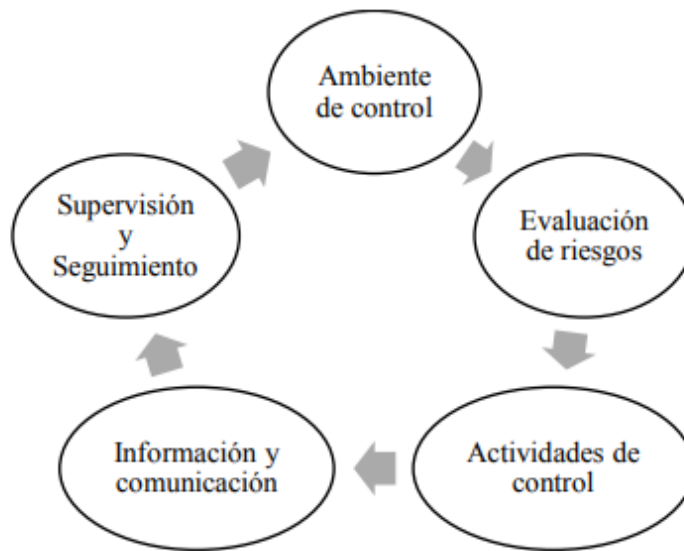 Ambiente
de control
Evaluación
de riesgos
Actividades de
control
Información y
comunicación
Supervisión
y
Seguimiento